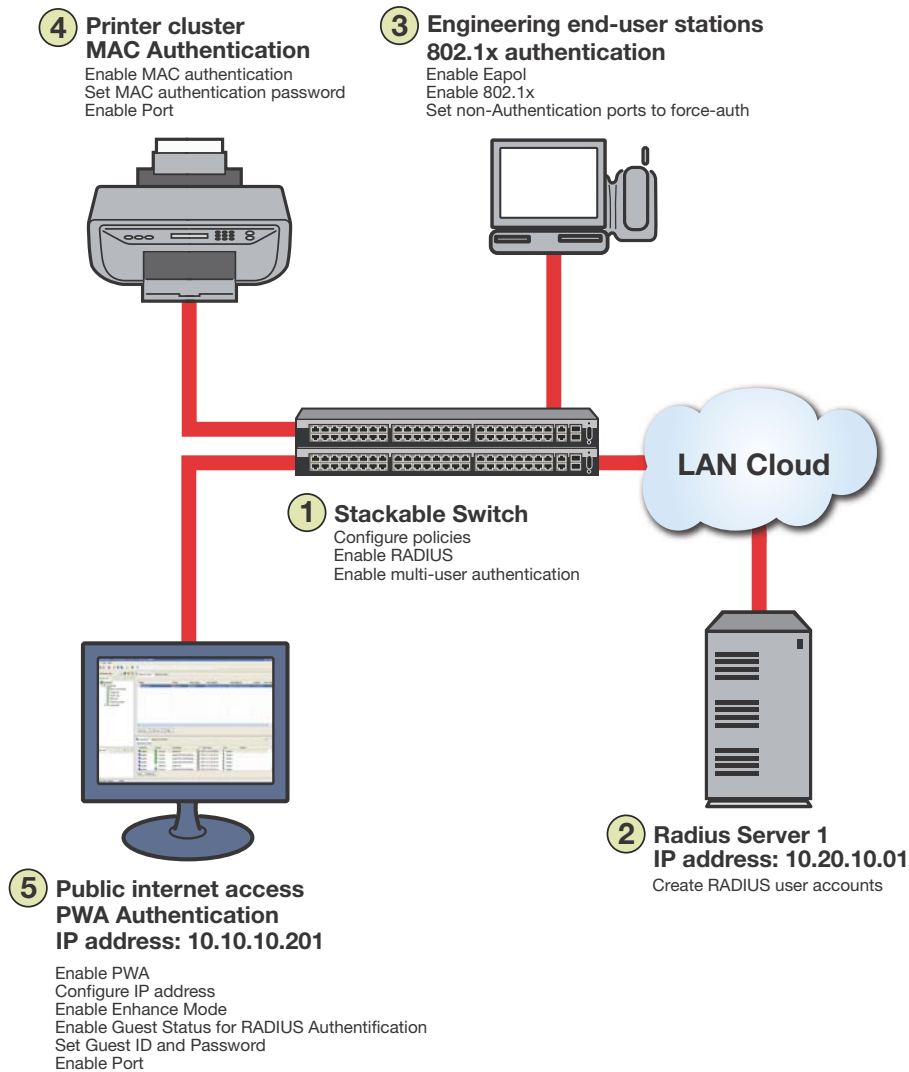 4 Printer cluster
MAC Authentication
Enable MAC authentication
Set MAC authentication password
Enable Port
3 Engineering end-user stations
802.1x authentication
Enable Eapol
Enable 802.1x
Set non-Authentication ports to force-auth
LAN Cloud
1 Stackable Switch
Configure policies
Enable RADIUS
Enable multi-user authentication
2 Radius Server 1
IP address: 10.20.10.01
Create RADIUS user accounts
5 Public internet access
PWA Authentication
IP address: 10.10.10.201
Enable PWA
Configure IP address
Enable Enhance Mode
Enable Guest Status for RADIUS Authentification
Set Guest ID and Password
Enable Port